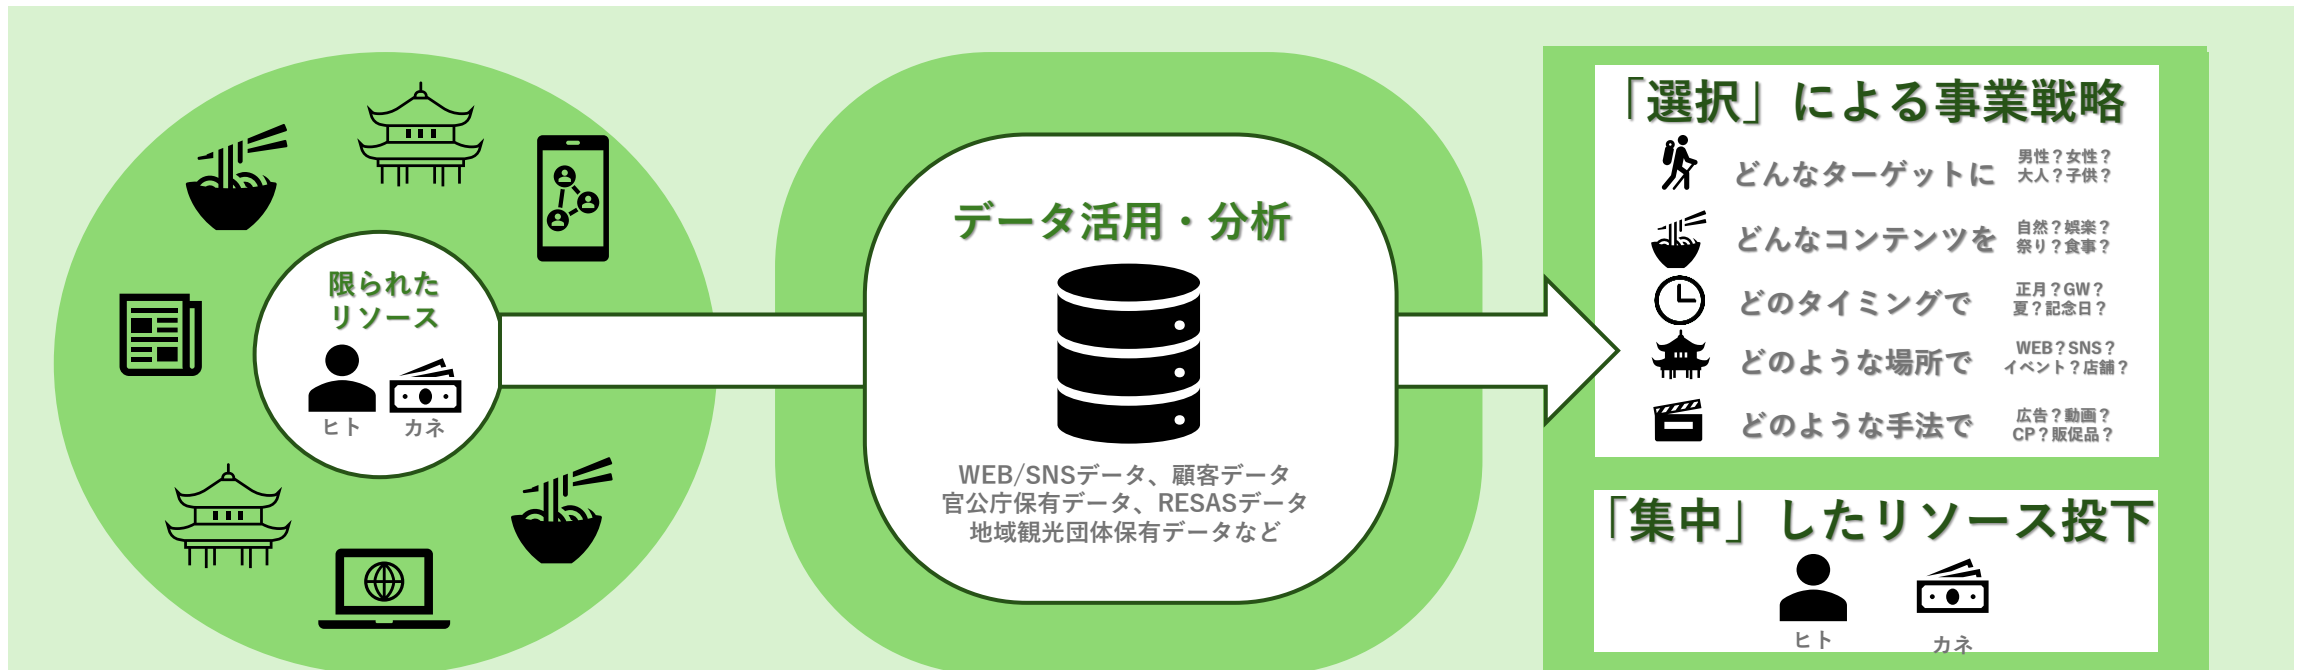 限られた
リソース
ヒト
カネ
データ活用・分析
WEB/SNSデータ、顧客データ
官公庁保有データ、RESASデータ
地域観光団体保有データなど
「選択」による事業戦略
どんなターゲットに
男性？女性？
大人？子供？
どんなコンテンツを
自然？娯楽？
祭り？食事？
どのタイミングで
正月？GW？
夏？記念日？
どのような場所で
WEB？SNS？
イベント？店舗？
どのような手法で
広告？動画？
CP？販促品？
「集中」したリソース投下
ヒト
カネ